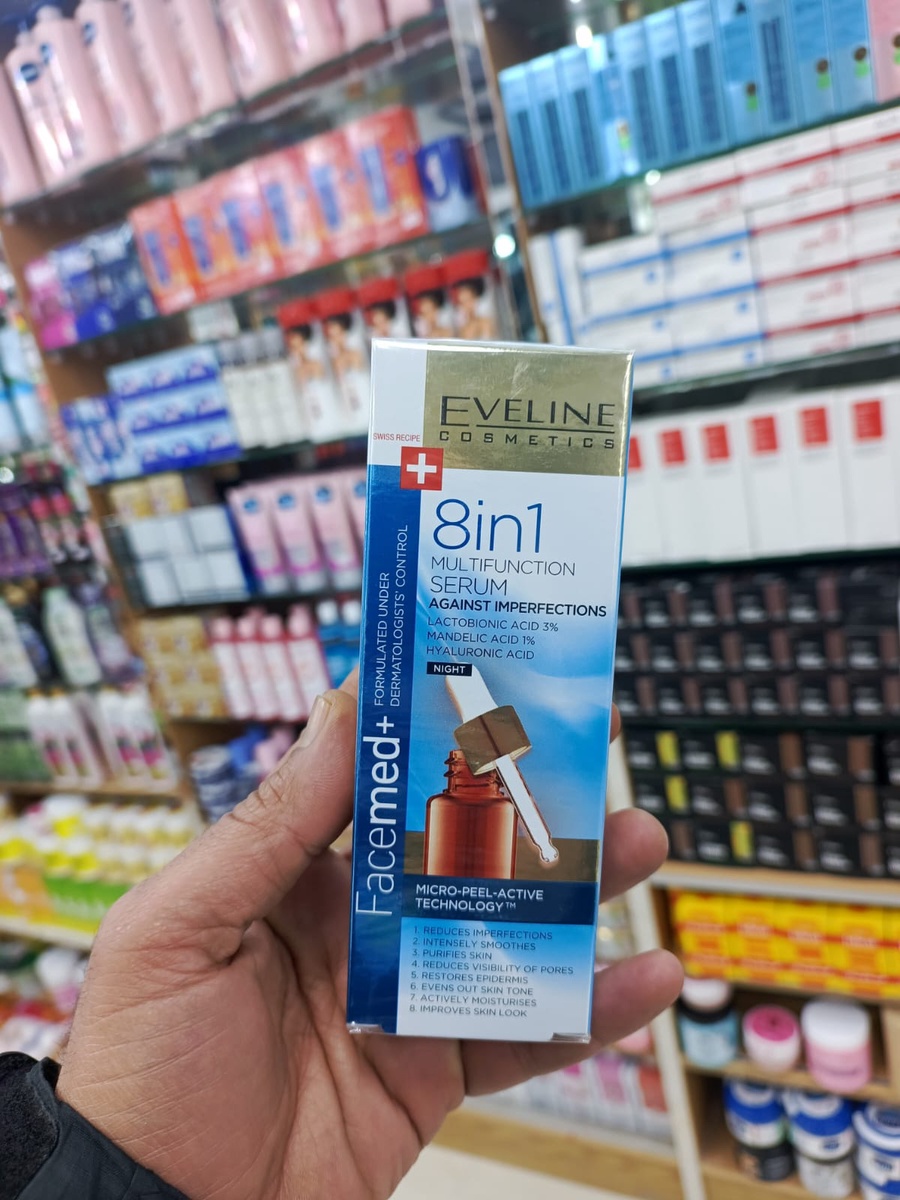 EVELINE
COSMETICS
SWISS RECIPE
8in1
MULTIFUNCTION
SERUM
AGAINST IMPERFECTIONS
LACTOBIONIC ACID 3%
MANDELIC ACID 1%
HYALURONIC ACID
NIGHT
Facemed+
FORMULATED UNDER
DERMATOLOGISTS' CONTROL
MICRO-PEEL-ACTIVE
TECHNOLOGY™
1. REDUCES IMPERFECTIONS
2. INTENSELY SMOOTHES
3. PURIFIES SKIN
4. REDUCES VISIBILITY OF PORES
5. RESTORES EPIDERMIS
6. EVENS OUT SKIN TONE
7. ACTIVELY MOISTURISES
8. IMPROVES SKIN LOOK